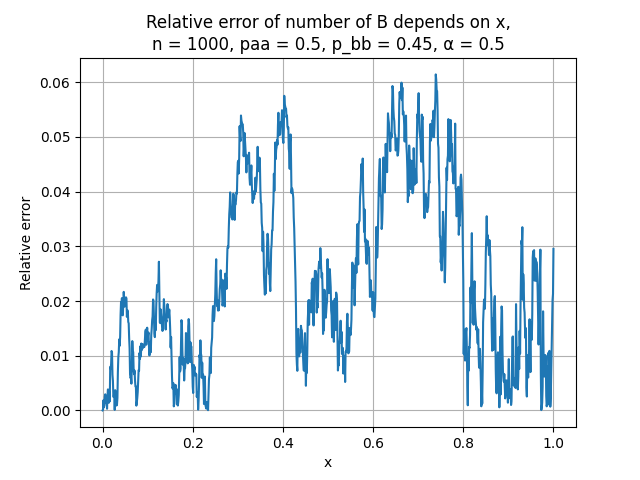 Relative error of number of B depends on x,
n = 1000, paa = 0.5, p_bb = 0.45, α = 0.5
0.06
0.05
0.04
0.03
0.02
0.01
0.00
Relative error
0.0 0.2 0.4 0.6 0.8 1.0
x